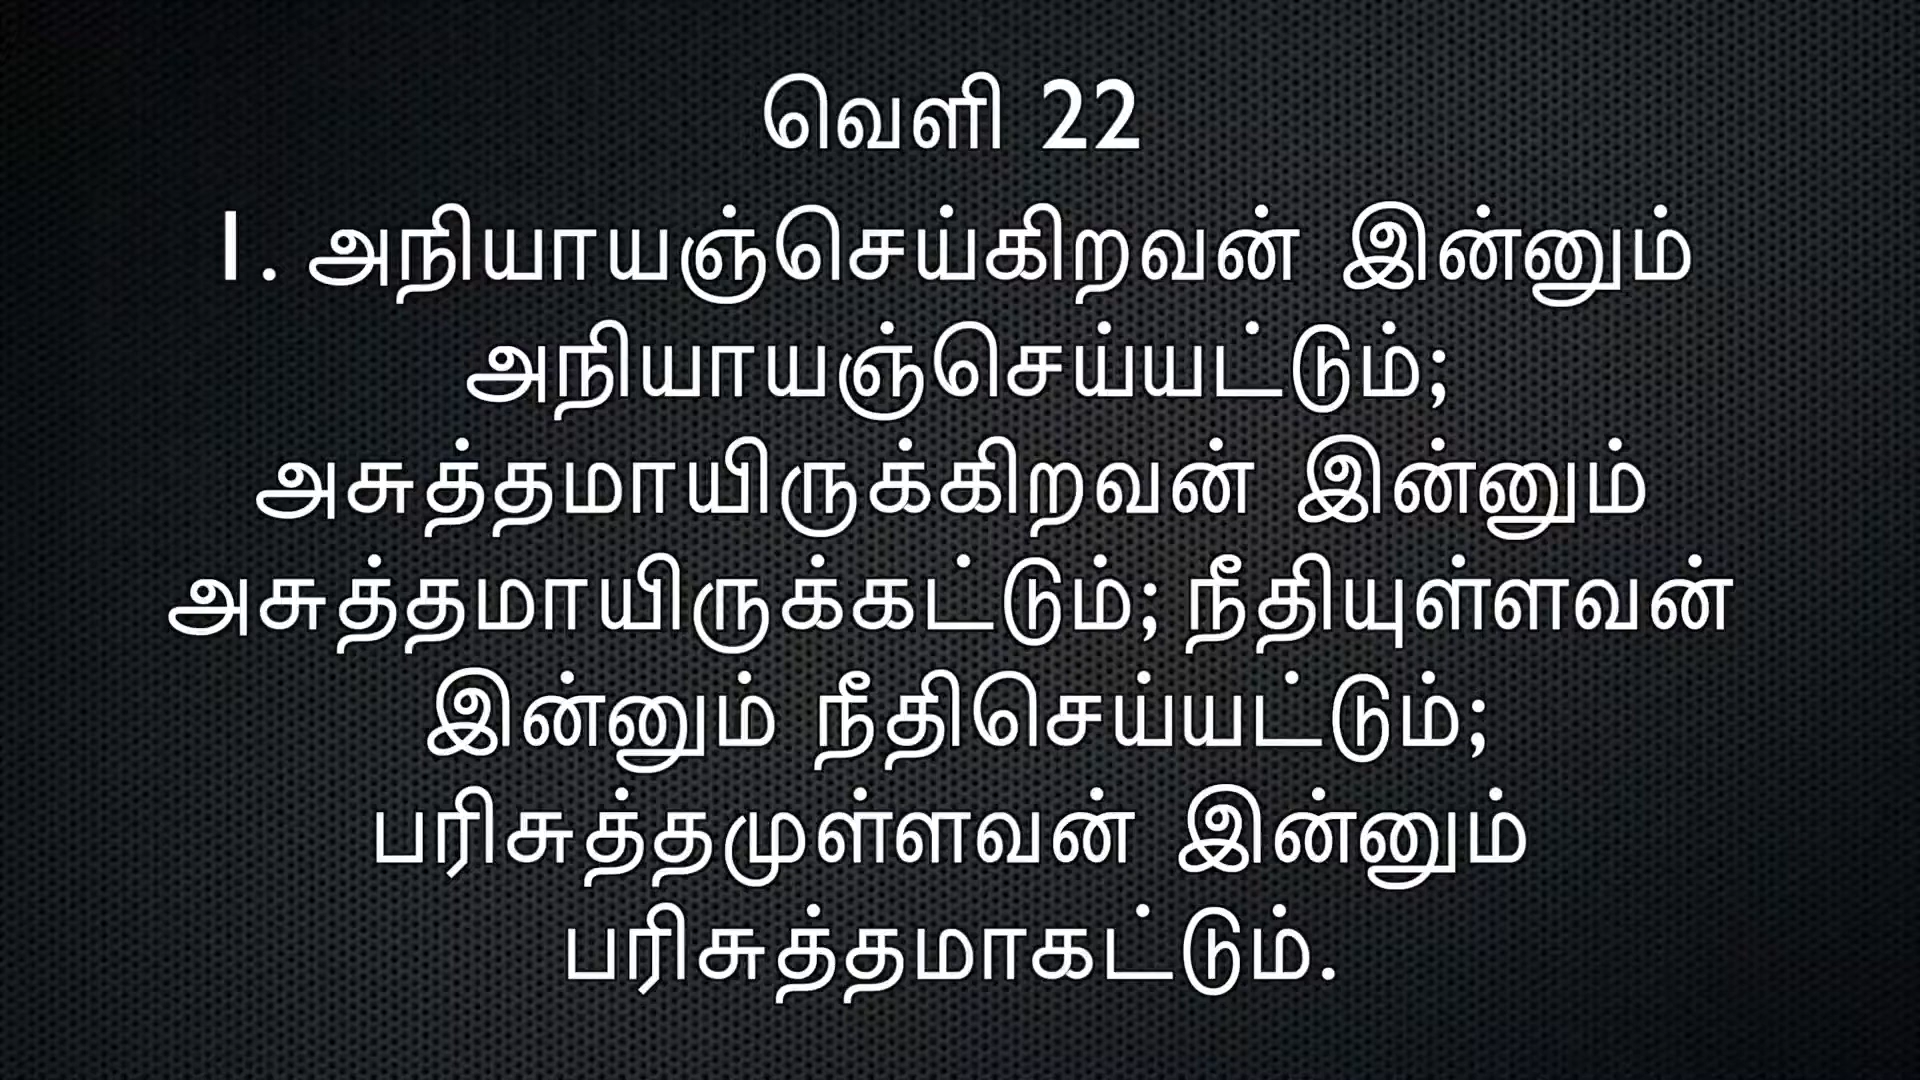 வெளி 22
1. அநியாயஞ்செய்கிறவன் இன்னும்
அநியாயஞ்செய்யட்டும்;
அசுத்தமாயிருக்கிறவன் இன்னும்
அசுத்தமாயிருக்கட்டும்; நீதியுள்ளவன்
இன்னும் நீதிசெய்யட்டும்;
பரிசுத்தமுள்ளவன் இன்னும்
பரிசுத்தமாகட்டும்.